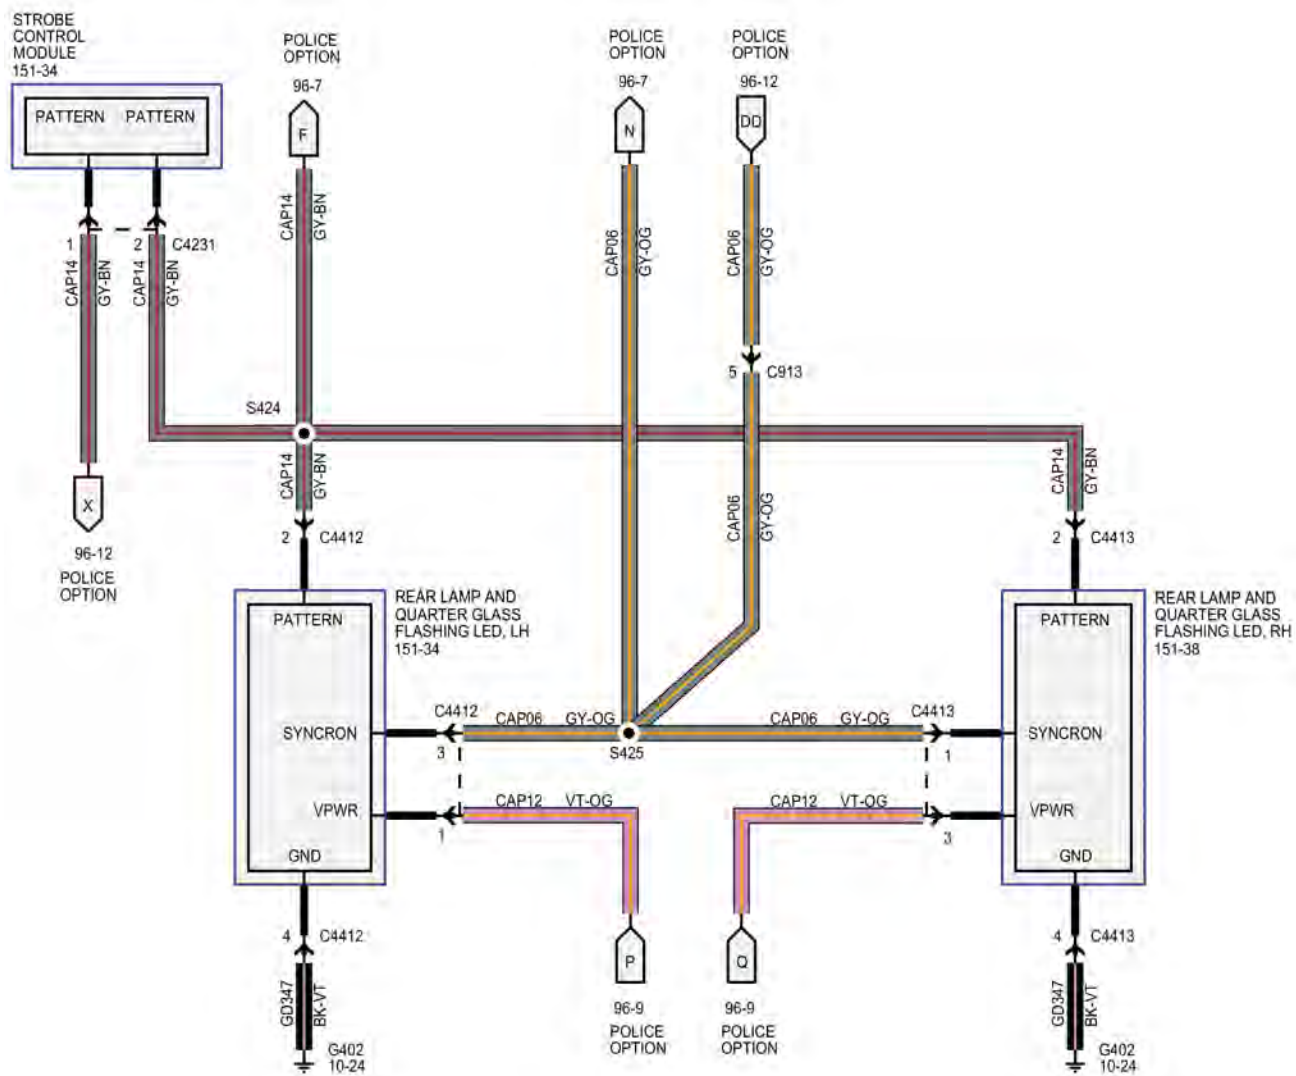 STROBE
CONTROL
MODULE
151-34
PATTERN PATTERN
1
2
C4231
CAP14
GY-BN
CAP14
GY-BN
X
96-12
POLICE
OPTION
POLICE
OPTION
96-7
F
CAP14
GY-BN
S424
CAP14
GY-BN
2
C4412
POLICE
OPTION
96-7
N
CAP06
GY-OG
POLICE
OPTION
96-12
DD
CAP06
GY-OG
5
C913
CAP06
GY-OG
CAP14
GY-BN
2
C4413
REAR LAMP AND
QUARTER GLASS
FLASHING LED, LH
151-34
PATTERN
SYNCRON
VPWR
GND
C4412
3
CAP06
GY-OG
S425
CAP06
GY-OG
C4413
1
1
CAP12
VT-OG
CAP12
VT-OG
3
REAR LAMP AND
QUARTER GLASS
FLASHING LED, RH
151-38
PATTERN
SYNCRON
VPWR
GND
4
C4412
GD347
BK-VT
G402
10-24
P
96-9
POLICE
OPTION
Q
96-9
POLICE
OPTION
4
C4413
GD347
BK-VT
G402
10-24